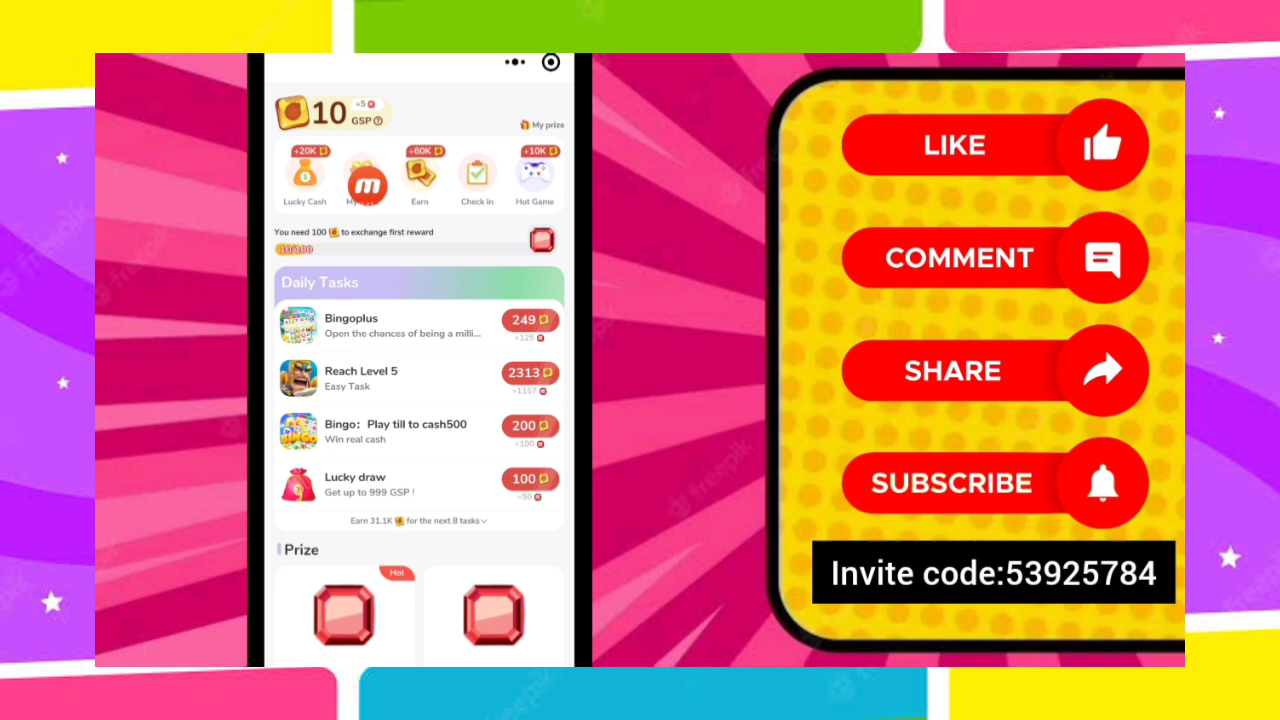 10
+5
GSP
My prize
+20K
+60K
+10K
Lucky Cash
Earn
Check In
Hot Game
You need 100 to exchange first reward
10/100
Daily Tasks
Bingoplus
Open the chances of being a milli...
249
+125
Reach Level 5
Easy Task
2313
+1157
Bingo: Play till to cash500
Win real cash
200
+100
Lucky draw
Get up to 999 GSP !
100
+50
Earn 31.1K for the next 8 tasks
Prize
Hot
LIKE
COMMENT
SHARE
SUBSCRIBE
Invite code:53925784